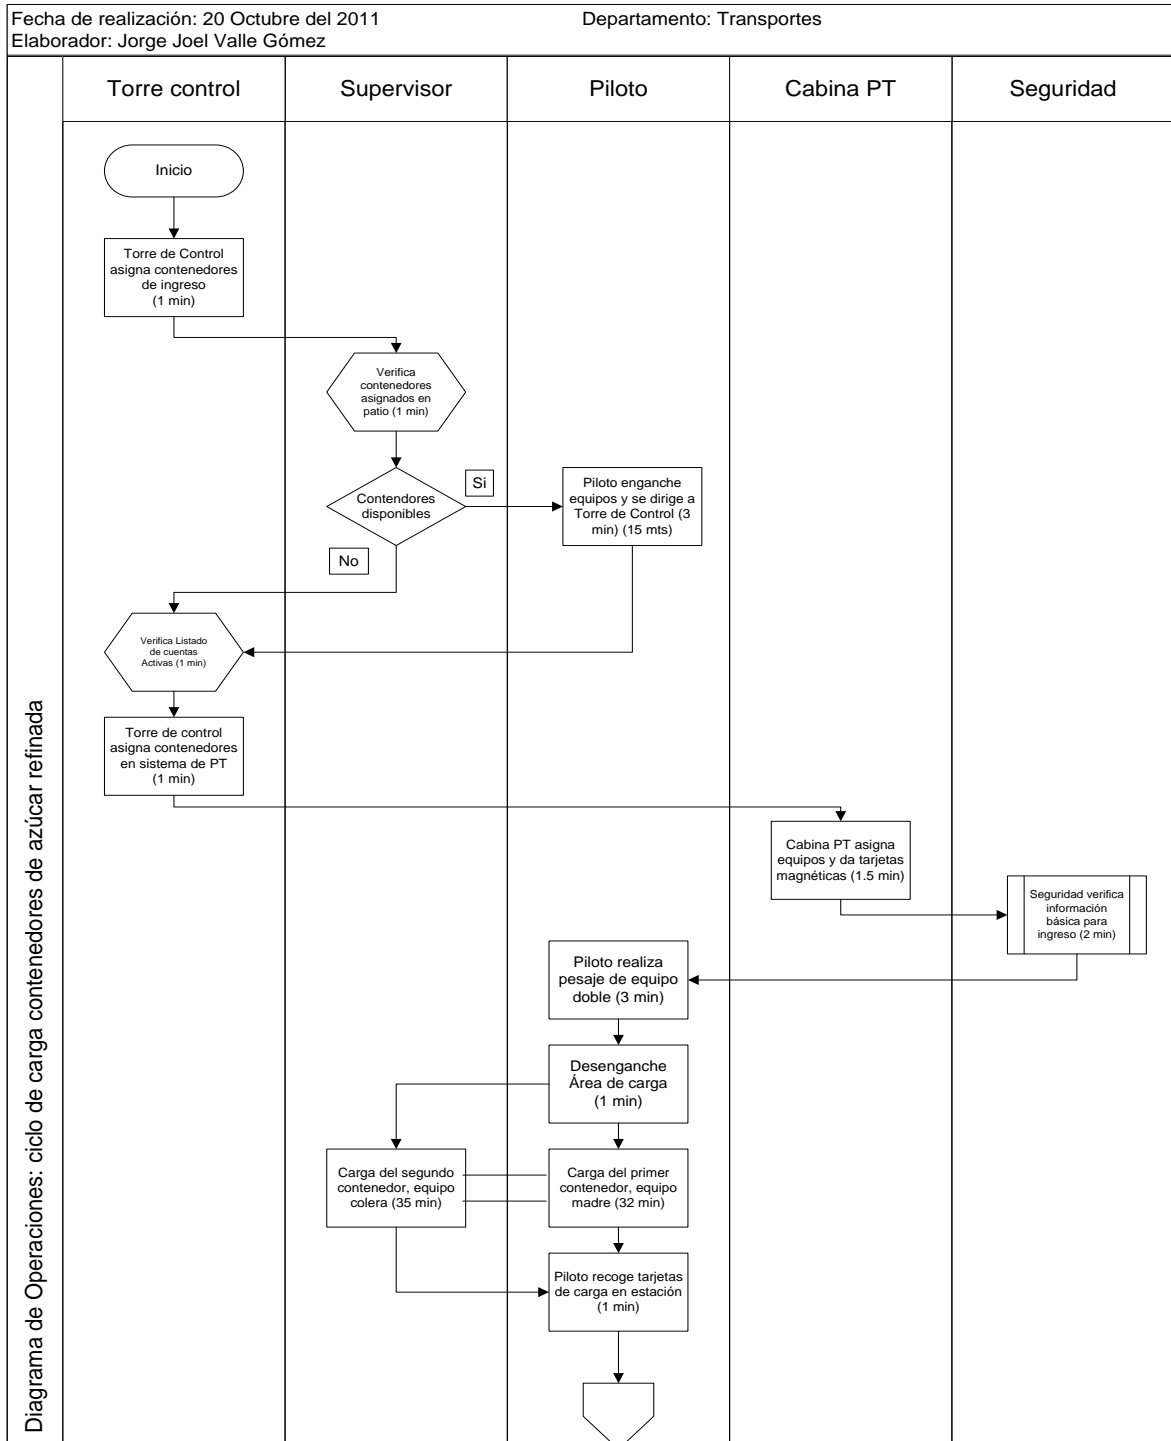 Fecha de realización: 20 Octubre del 2011
Departamento: Transportes
Elaborador: Jorge Joel Valle Gómez
Diagrama de Operaciones: ciclo de carga contenedores de azúcar refinada
Torre control
Supervisor
Piloto
Cabina PT
Seguridad
Inicio
Torre de Control
asigna contenedores
de ingreso
(1 min)
Verifica
contenedores
asignados en
patio (1 min)
Contendores
disponibles
Si
No
Piloto enganche
equipos y se dirige a
Torre de Control (3
min) (15 mts)
Verifica Listado
de cuentas
Activas (1 min)
Torre de control
asigna contenedores
en sistema de PT
(1 min)
Cabina PT asigna
equipos y da tarjetas
magnéticas (1.5 min)
Seguridad verifica
información
básica para
ingreso (2 min)
Piloto realiza
pesaje de equipo
doble (3 min)
Desenganche
Área de carga
(1 min)
Carga del segundo
contenedor, equipo
colera (35 min)
Carga del primer
contenedor, equipo
madre (32 min)
Piloto recoge tarjetas
de carga en estación
(1 min)